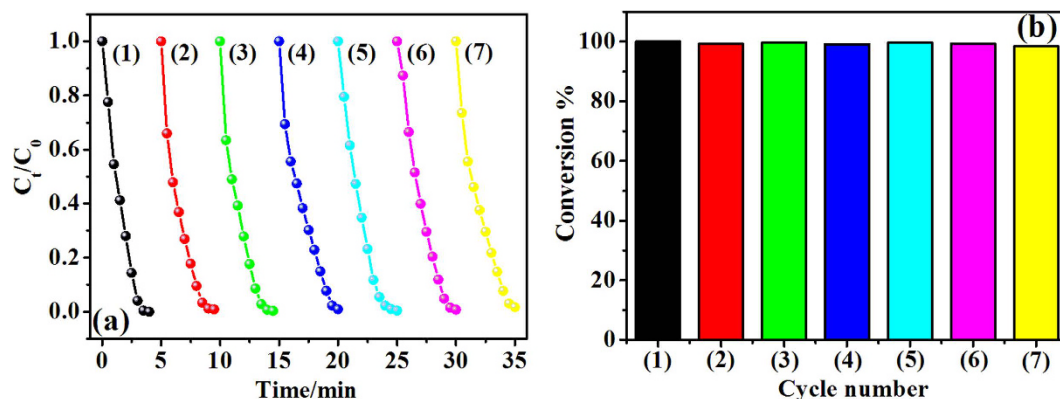 (1) (2) (3) (4) (5) (6) (7)
1.0
0.8
0.6
0.4
0.2
0.0
Cₜ/C₀
(a)
0 5 10 15 20 25 30 35
Time/min
(b)
100
80
60
40
20
0
Conversion %
(1) (2) (3) (4) (5) (6) (7)
Cycle number